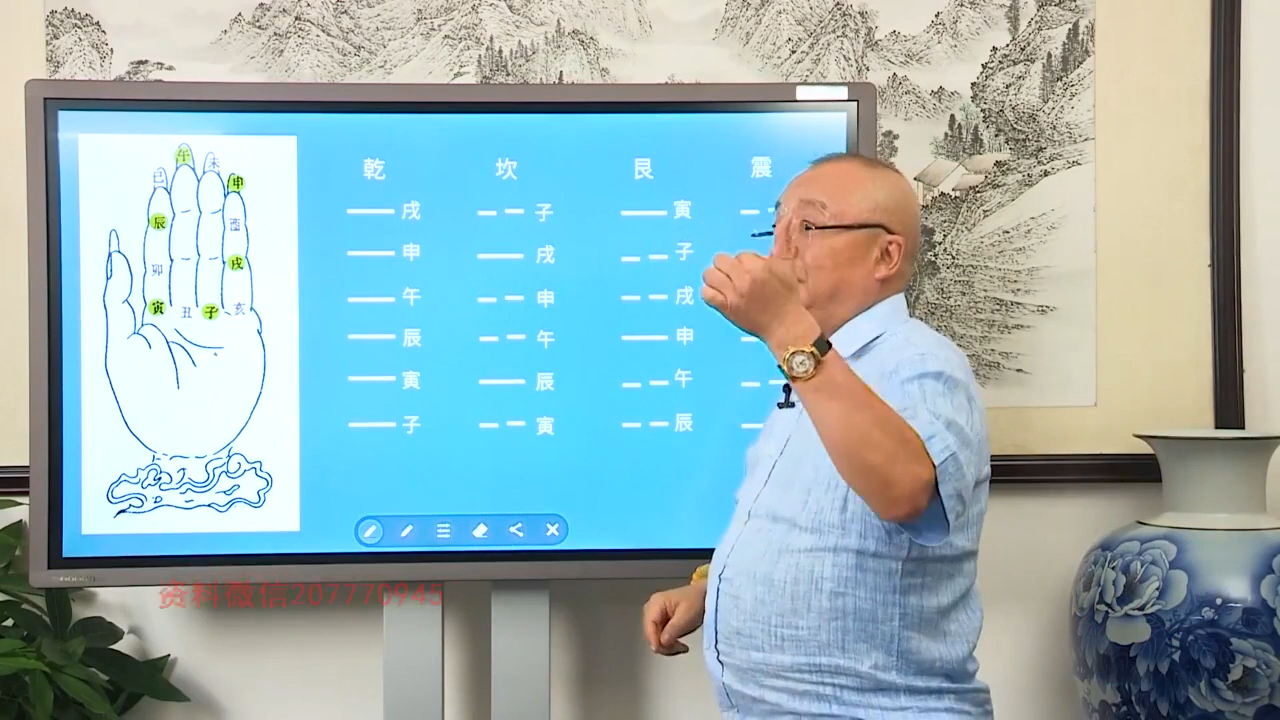 午
未
巳
申
辰
酉
卯
戌
寅
丑
子
亥
乾 坎 艮 震
戌 子 寅
申 戌 子
午 申 戌
辰 午 申
寅 辰 午
子 寅 辰
资料微信207770945